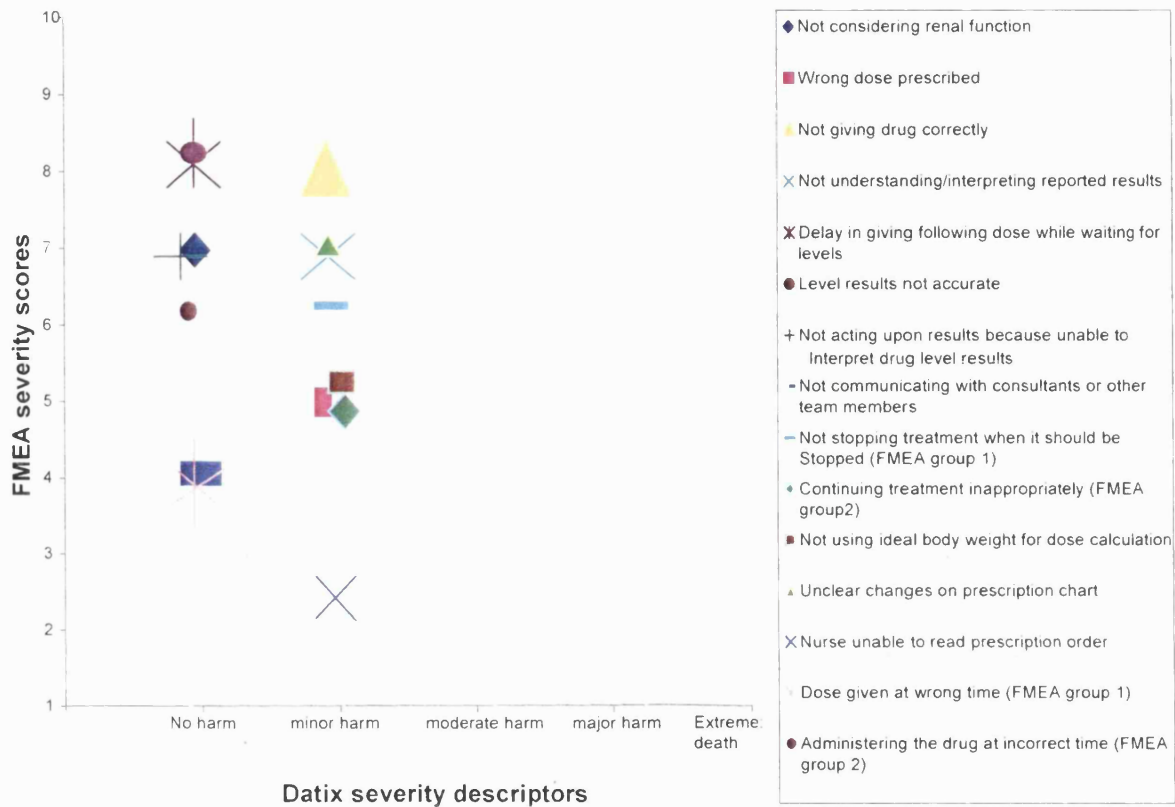 10
9
8
7
6
5
4
3
2
1
FMEA severity scores
No harm
minor harm
moderate harm
major harm
Extreme:
death
Datix severity descriptors
Not considering renal function
Wrong dose prescribed
Not giving drug correctly
Not understanding/interpreting reported results
Delay in giving following dose while waiting for
levels
Level results not accurate
Not acting upon results because unable to
Interpret drug level results
Not communicating with consultants or other
team members
Not stopping treatment when it should be
Stopped (FMEA group 1)
Continuing treatment inappropriately (FMEA
group2)
Not using ideal body weight for dose calculation
Unclear changes on prescription chart
Nurse unable to read prescription order
Dose given at wrong time (FMEA group 1)
Administering the drug at incorrect time (FMEA
group 2)